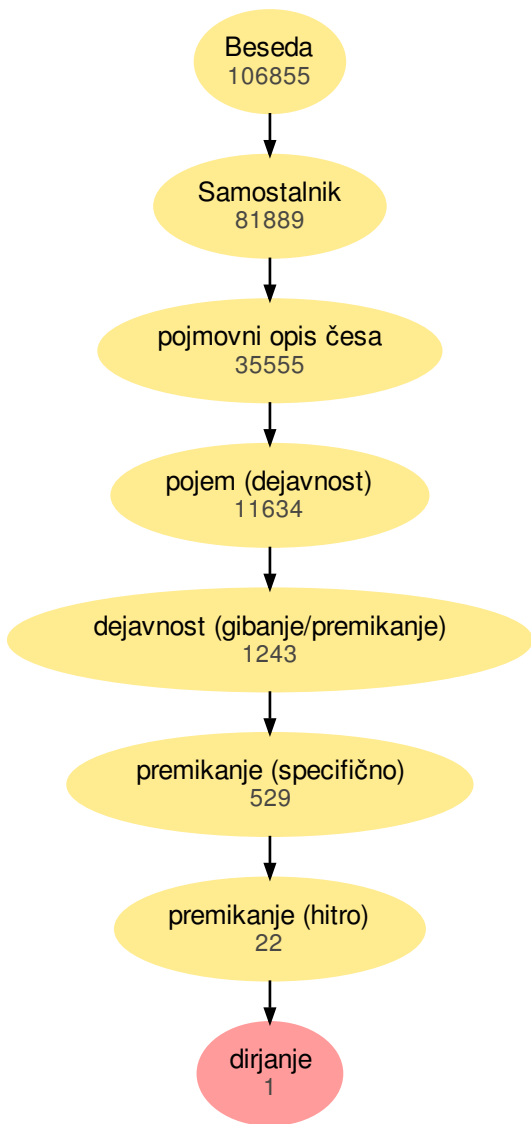 Beseda
106855
Samostalnik
81889
pojmovni opis česa
35555
pojem (dejavnost)
11634
dejavnost (gibanje/premikanje)
1243
premikanje (specifično)
529
premikanje (hitro)
22
dirjanje
1